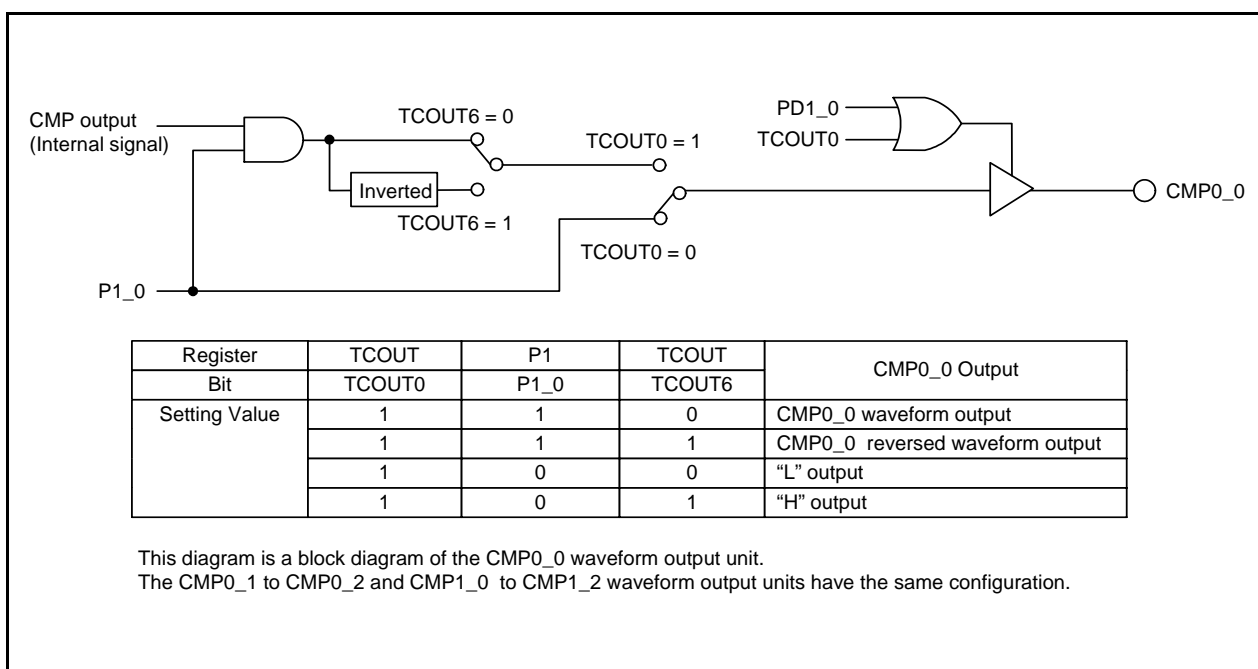 CMP output
(Internal signal)
TCOUT6 = 0
TCOUT0 = 1
PD1_0
TCOUT0
Inverted
TCOUT6 = 1
CMP0_0
TCOUT0 = 0
P1_0
Register TCOUT P1 TCOUT CMP0_0 Output
Bit TCOUT0 P1_0 TCOUT6
Setting Value 1 1 0 CMP0_0 waveform output
1 1 1 CMP0_0 reversed waveform output
1 0 0 “L” output
1 0 1 “H” output
This diagram is a block diagram of the CMP0_0 waveform output unit.
The CMP0_1 to CMP0_2 and CMP1_0 to CMP1_2 waveform output units have the same configuration.